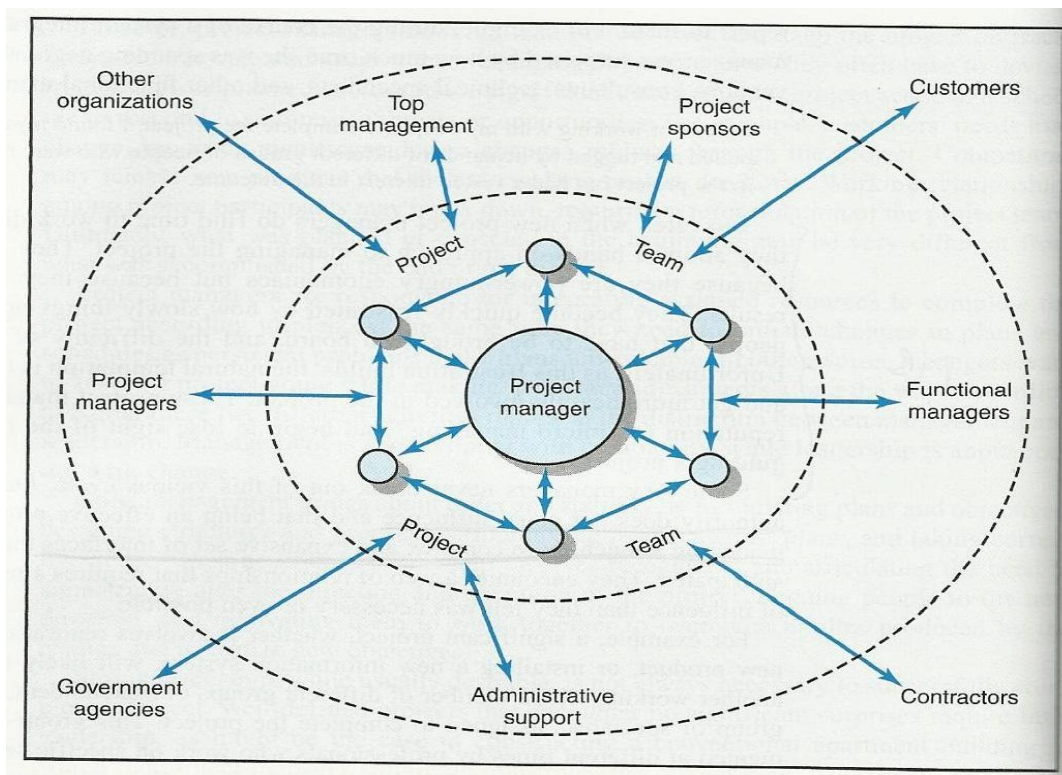 Other
organizations
Top
management
Project
sponsors
Customers
Project
Team
Project
managers
Project
manager
Functional
managers
Project
Team
Government
agencies
Administrative
support
Contractors